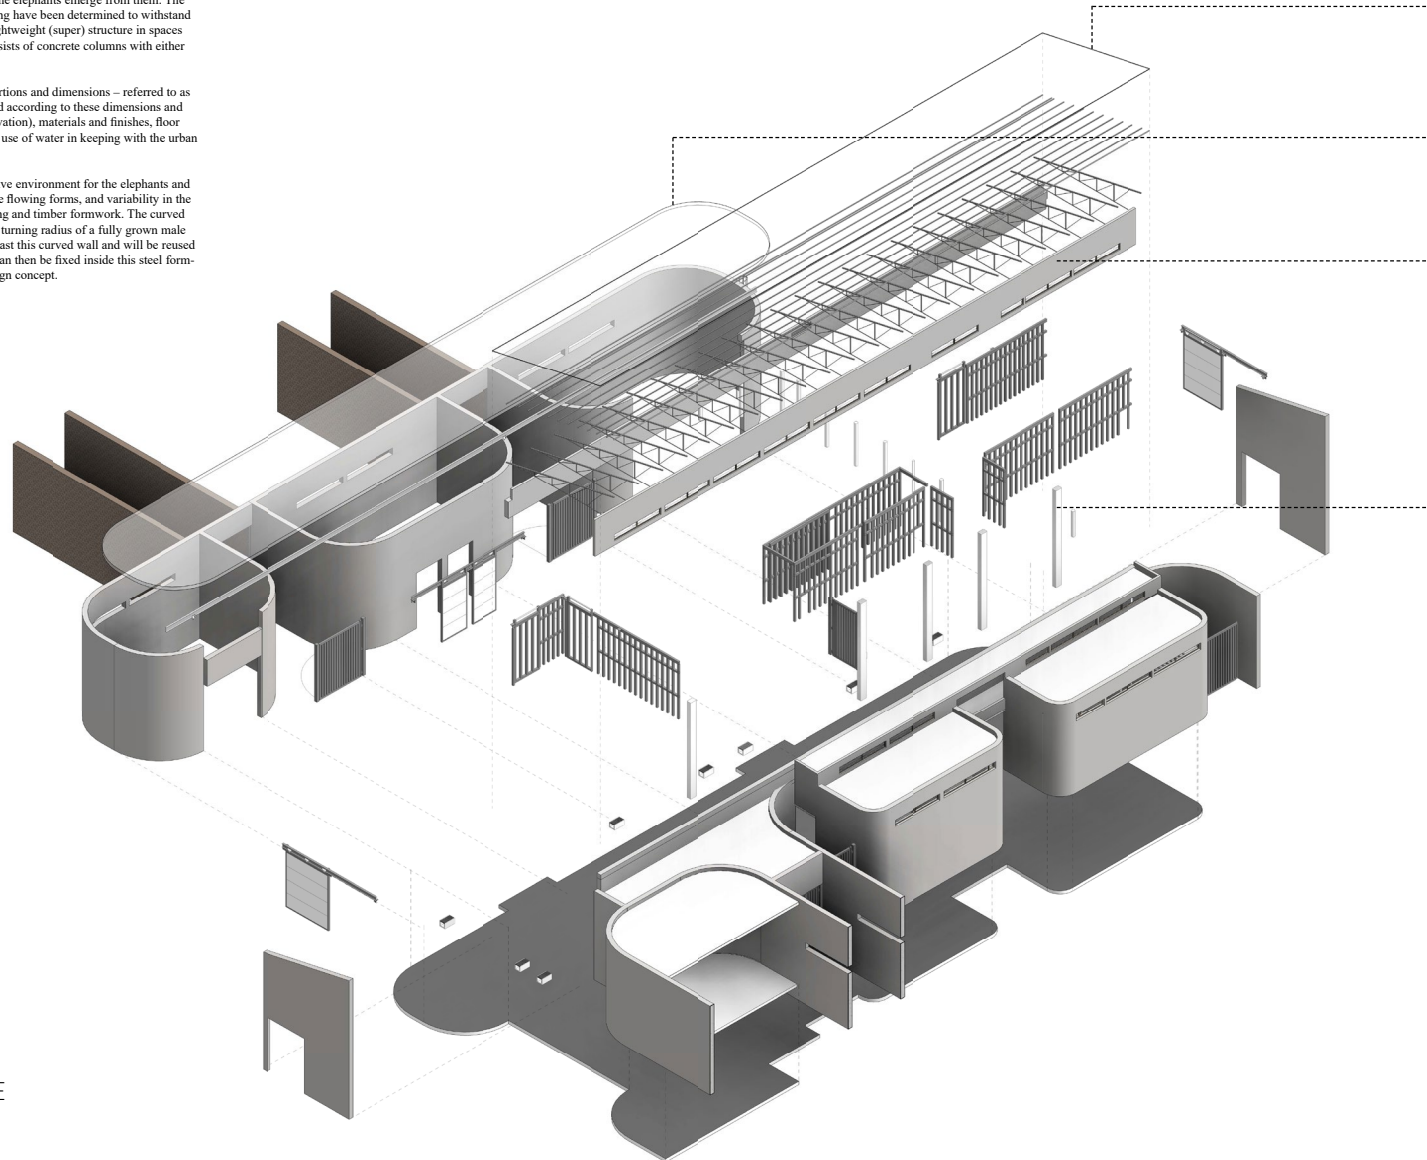 the elephants emerge from them. The
ing have been determined to withstand
ghtweight (super) structure in spaces
sists of concrete columns with either
rtions and dimensions – referred to as
d according to these dimensions and
vation), materials and finishes, floor
use of water in keeping with the urban
ve environment for the elephants and
e flowing forms, and variability in the
ng and timber formwork. The curved
turning radius of a fully grown male
ast this curved wall and will be reused
an then be fixed inside this steel form-
gn concept.
E